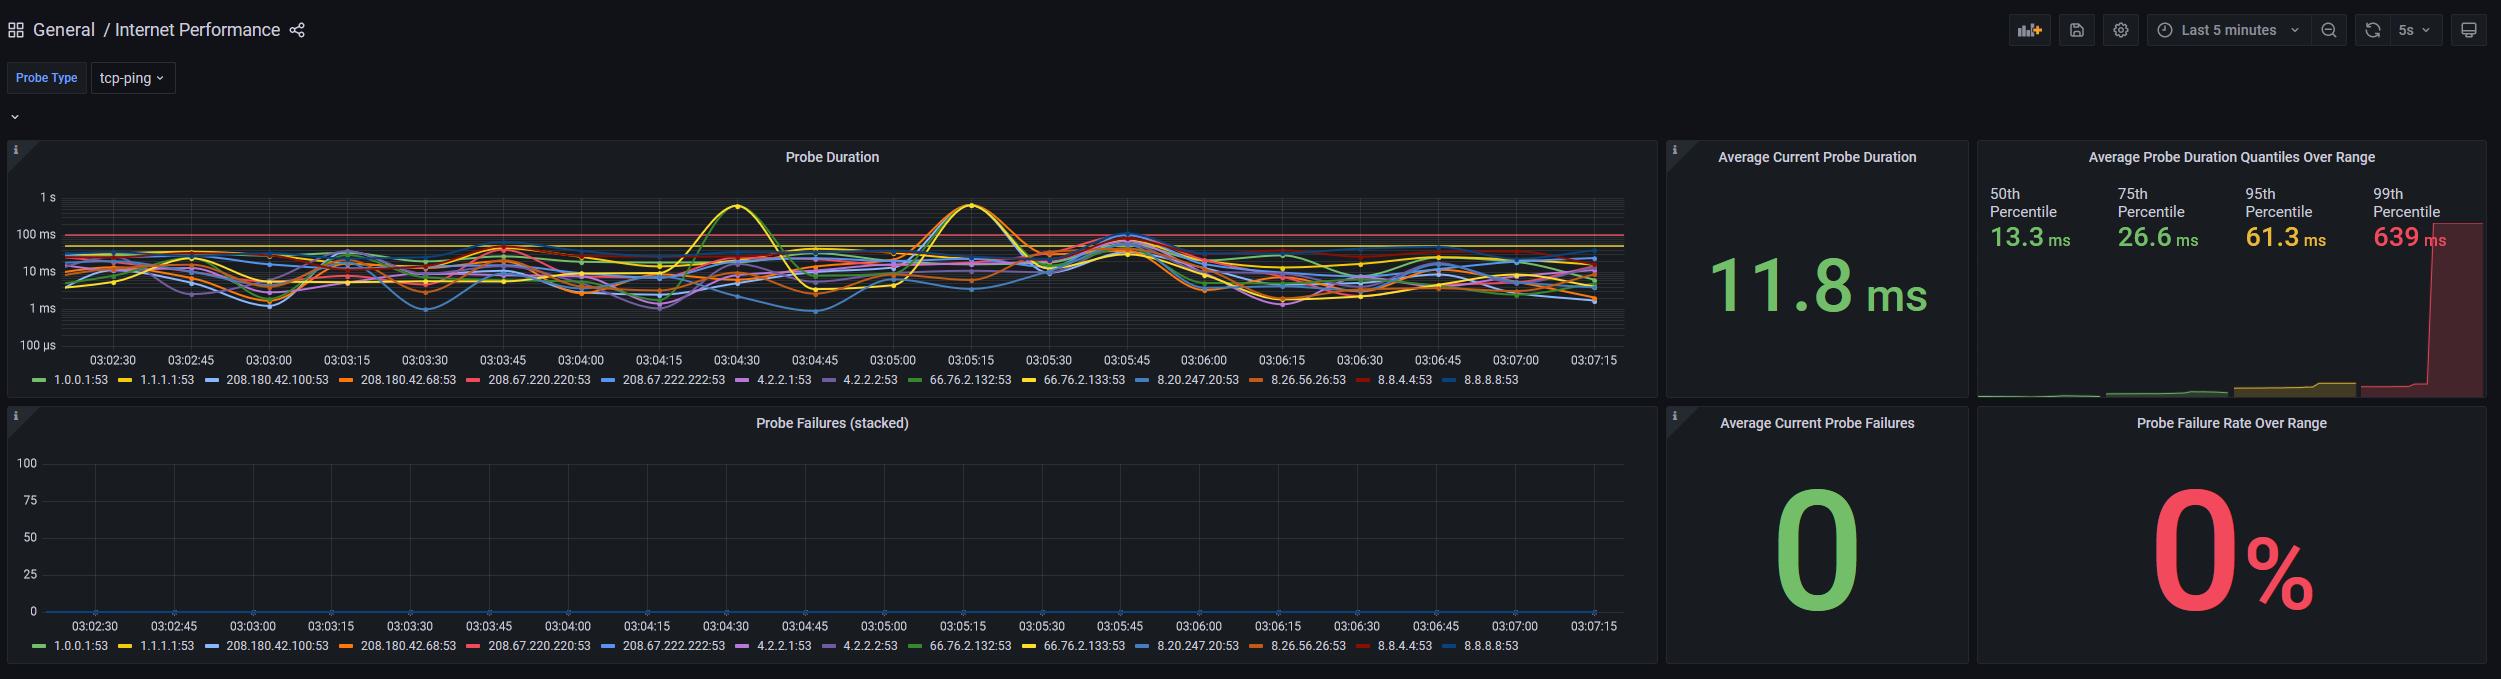 General / Internet Performance
Last 5 minutes
5s
Probe Type
tcp-ping
Probe Duration
1 s
100 ms
10 ms
1 ms
100 µs
03:02:30 03:02:45 03:03:00 03:03:15 03:03:30 03:03:45 03:04:00 03:04:15 03:04:30 03:04:45 03:05:00 03:05:15 03:05:30 03:05:45 03:06:00 03:06:15 03:06:30 03:06:45 03:07:00 03:07:15
1.0.0.1:53 1.1.1.1:53 208.180.42.100:53 208.180.42.68:53 208.67.220.220:53 208.67.222.222:53 4.2.2.1:53 4.2.2.2:53 66.76.2.132:53 66.76.2.133:53 8.20.247.20:53 8.26.56.26:53 8.8.4.4:53 8.8.8.8:53
Average Current Probe Duration
11.8 ms
Average Probe Duration Quantiles Over Range
50th
Percentile
13.3 ms
75th
Percentile
26.6 ms
95th
Percentile
61.3 ms
99th
Percentile
639 ms
Probe Failures (stacked)
100
75
50
25
0
03:02:30 03:02:45 03:03:00 03:03:15 03:03:30 03:03:45 03:04:00 03:04:15 03:04:30 03:04:45 03:05:00 03:05:15 03:05:30 03:05:45 03:06:00 03:06:15 03:06:30 03:06:45 03:07:00 03:07:15
1.0.0.1:53 1.1.1.1:53 208.180.42.100:53 208.180.42.68:53 208.67.220.220:53 208.67.222.222:53 4.2.2.1:53 4.2.2.2:53 66.76.2.132:53 66.76.2.133:53 8.20.247.20:53 8.26.56.26:53 8.8.4.4:53 8.8.8.8:53
Average Current Probe Failures
0
Probe Failure Rate Over Range
0%